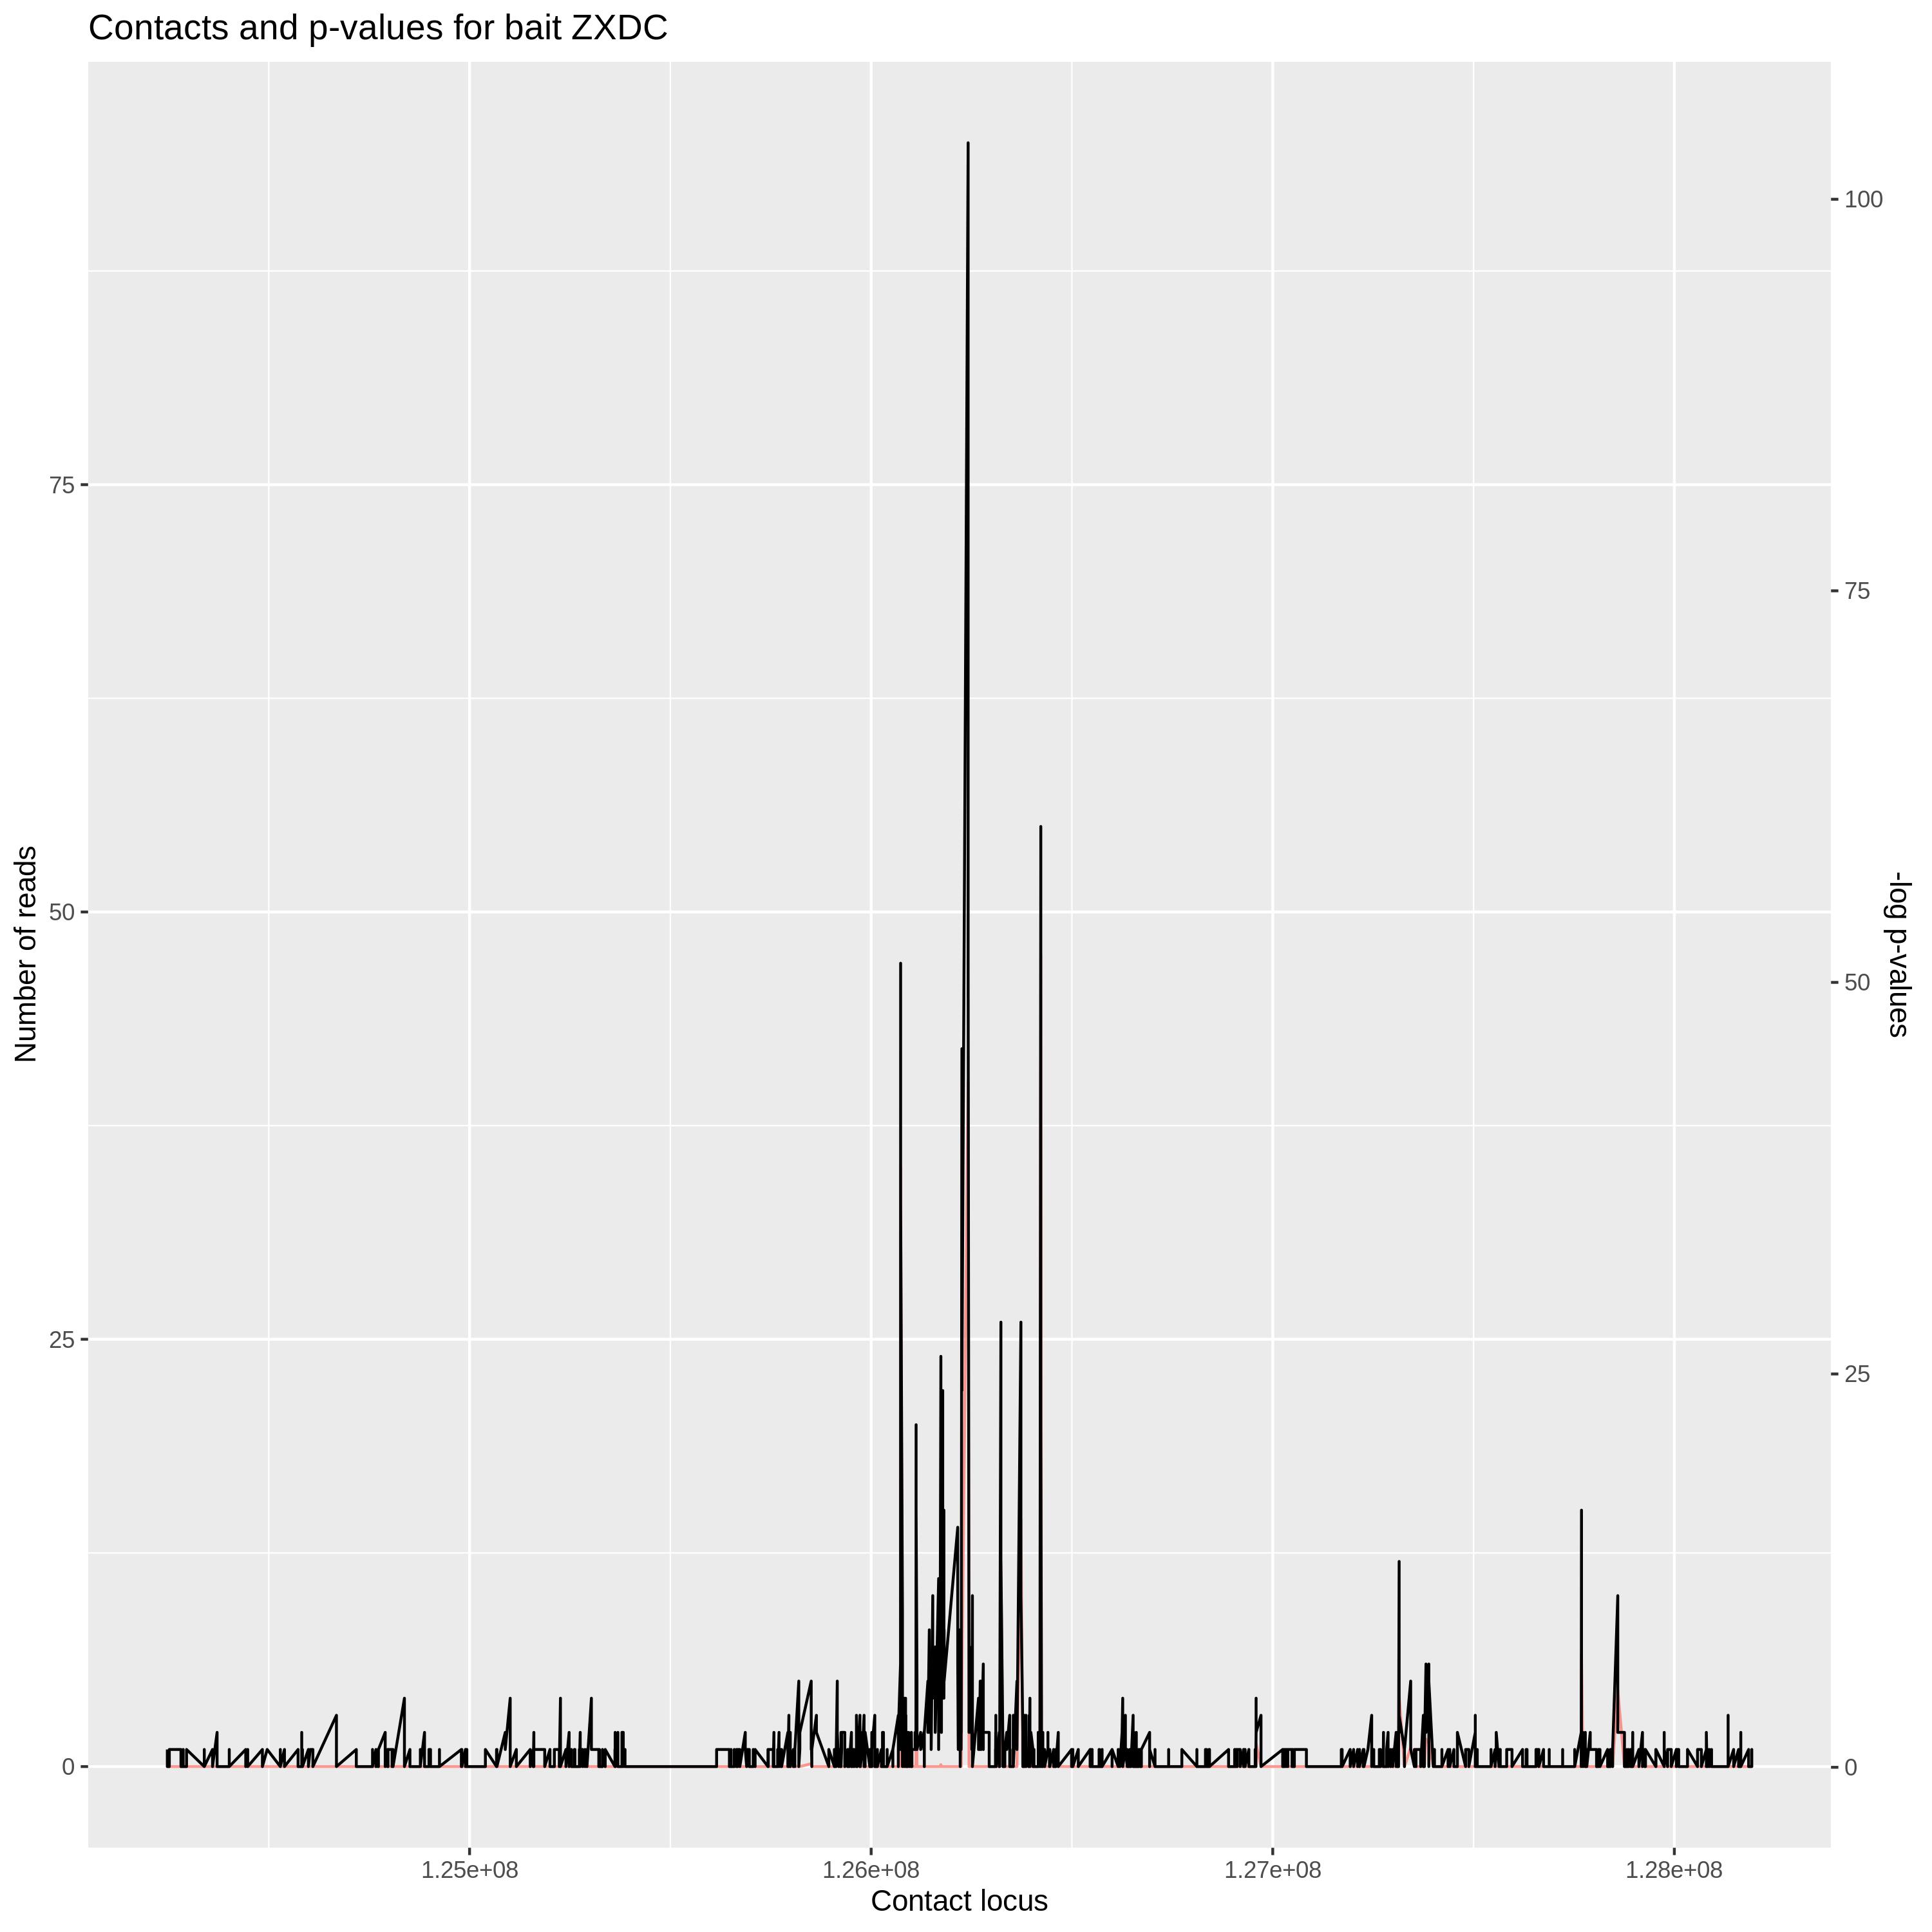 Contacts and p-values for bait ZXDC
100
75
75
50
50
25
25
0
0
Number of reads
-log p-values
1.25e+08
1.26e+08
1.27e+08
1.28e+08
Contact locus